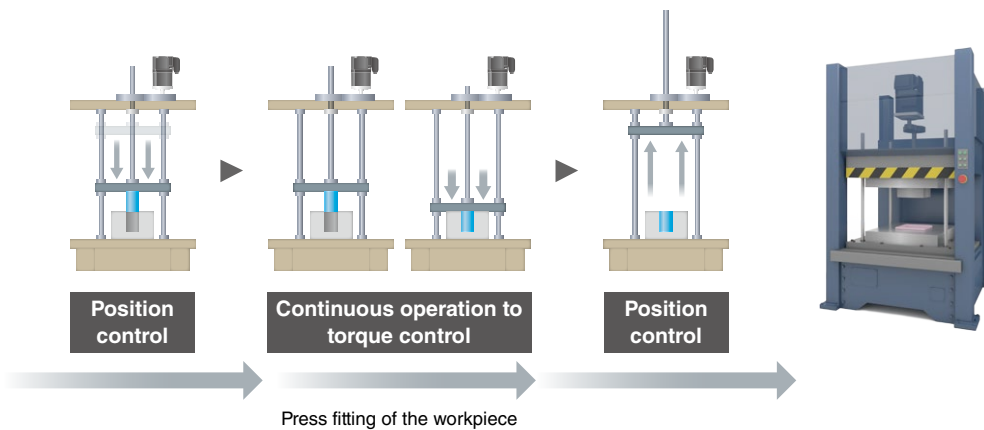 Position
control
Continuous operation to
torque control
Position
control
Press fitting of the workpiece